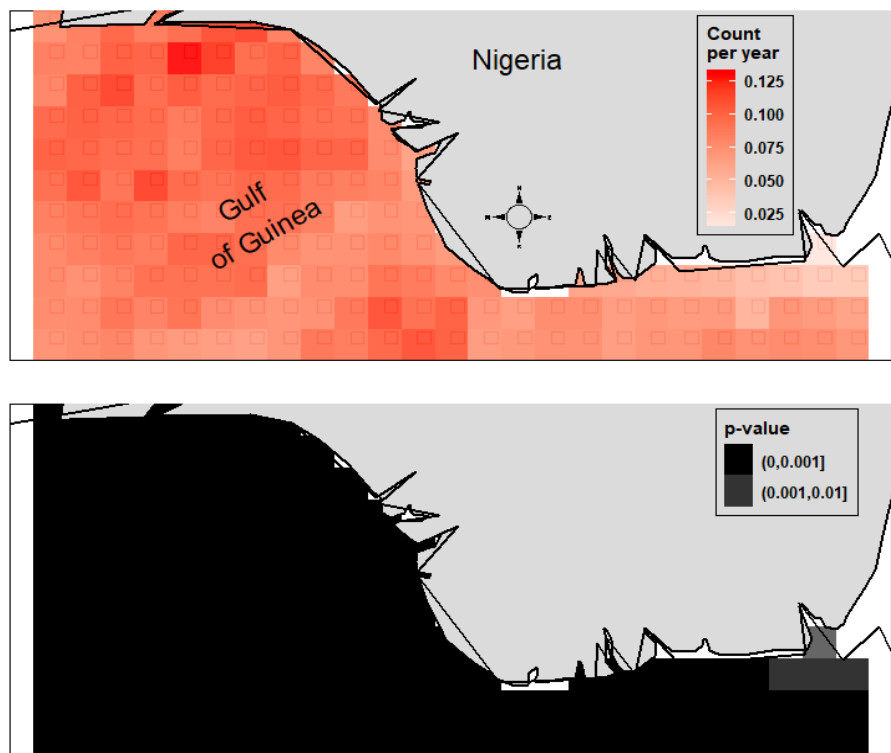 Nigeria
Count
per year
0.125
0.100
0.075
0.050
0.025
Gulf
of Guinea
p-value
(0,0.001]
(0.001,0.01]